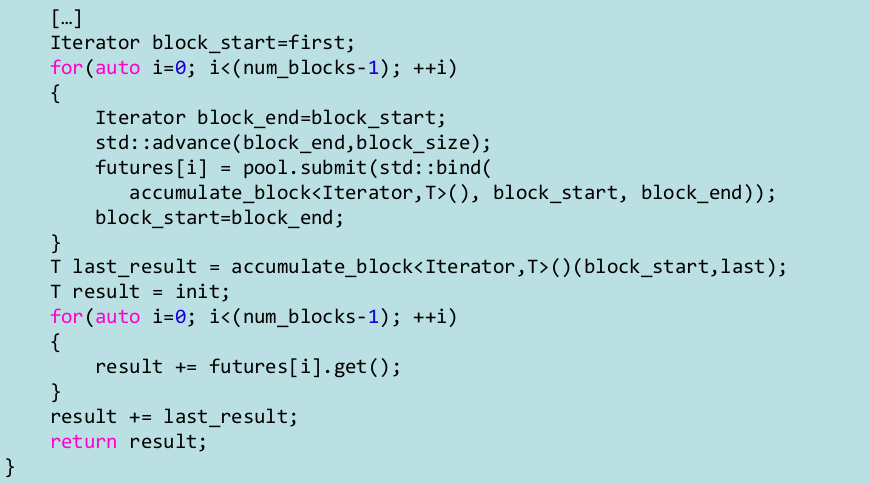 […]
Iterator block_start=first;
for(auto i=0; i<(num_blocks-1); ++i)
{
Iterator block_end=block_start;
std::advance(block_end,block_size);
futures[i] = pool.submit(std::bind(
accumulate_block<Iterator,T>(), block_start, block_end));
block_start=block_end;
}
T last_result = accumulate_block<Iterator,T>()(block_start,last);
T result = init;
for(auto i=0; i<(num_blocks-1); ++i)
{
result += futures[i].get();
}
result += last_result;
return result;
}